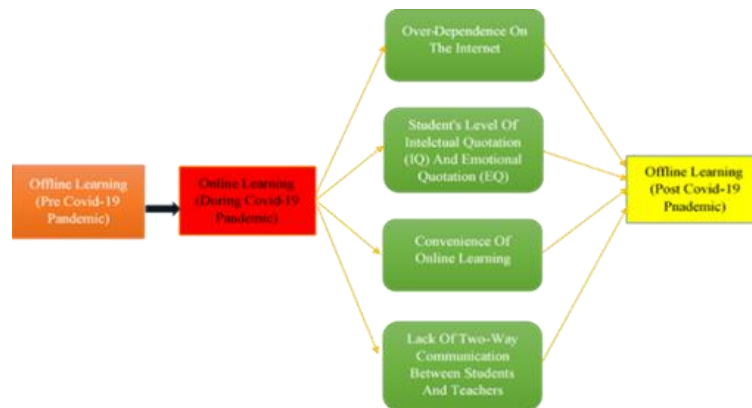 Offline Learning
(Pre Covid-19
Pandemic)
Online Learning
(During Covid-19
Pandemic)
Over-Dependence On
The Internet
Student's Level Of
Intelctual Quotation
(IQ) And Emotional
Quotation (EQ)
Convenience Of
Online Learning
Lack Of Two-Way
Communication
Between Students
And Teachers
Offline Learning
(Post Covid-19
Pnademic)